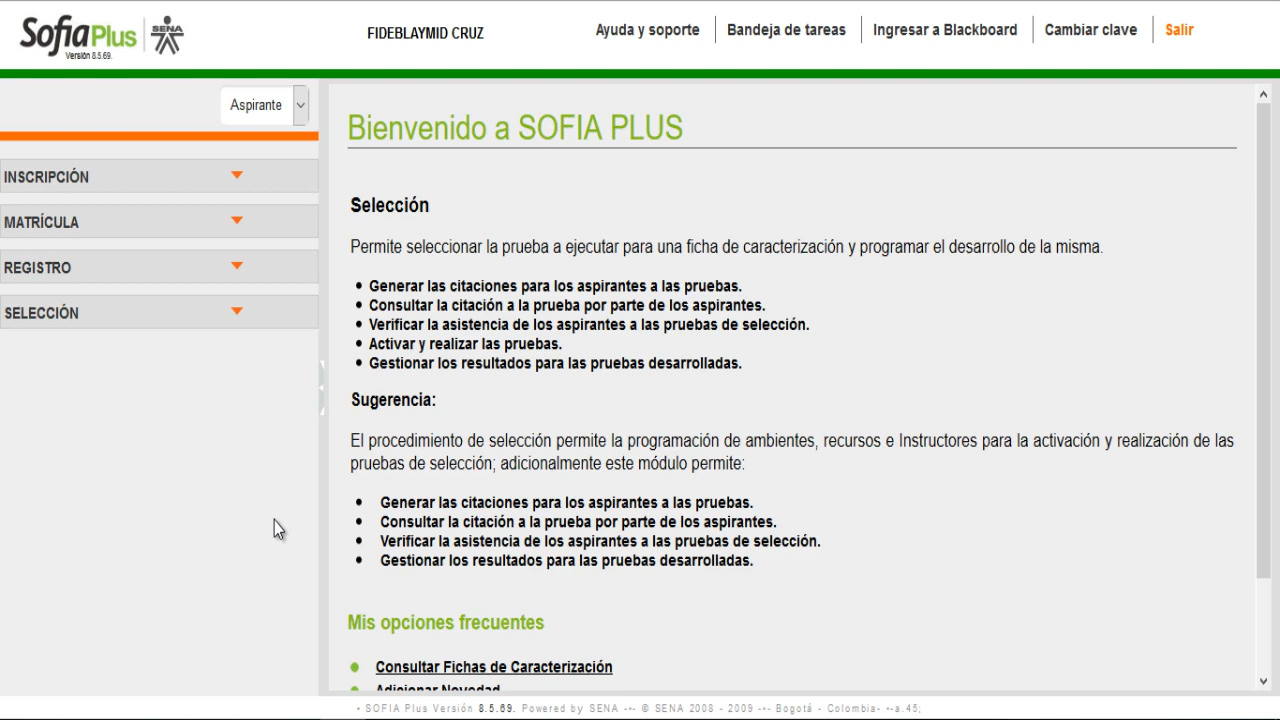 SofiaPlus
SENA
Versión 8.5.69.
FIDEBLAYMID CRUZ
Ayuda y soporte
Bandeja de tareas
Ingresar a Blackboard
Cambiar clave
Salir
Aspirante
INSCRIPCIÓN
MATRÍCULA
REGISTRO
SELECCIÓN
Bienvenido a SOFIA PLUS
Selección
Permite seleccionar la prueba a ejecutar para una ficha de caracterización y programar el desarrollo de la misma.
• Generar las citaciones para los aspirantes a las pruebas.
• Consultar la citación a la prueba por parte de los aspirantes.
• Verificar la asistencia de los aspirantes a las pruebas de selección.
• Activar y realizar las pruebas.
• Gestionar los resultados para las pruebas desarrolladas.
Sugerencia:
El procedimiento de selección permite la programación de ambientes, recursos e Instructores para la activación y realización de las
pruebas de selección; adicionalmente este módulo permite:
• Generar las citaciones para los aspirantes a las pruebas.
• Consultar la citación a la prueba por parte de los aspirantes.
• Verificar la asistencia de los aspirantes a las pruebas de selección.
• Gestionar los resultados para las pruebas desarrolladas.
Mis opciones frecuentes
Consultar Fichas de Caracterización
Adicionar Novedad
• SOFIA Plus Versión 8.5.69. Powered by SENA -•- © SENA 2008 - 2009 -•- Bogotá - Colombia- •-a.45;